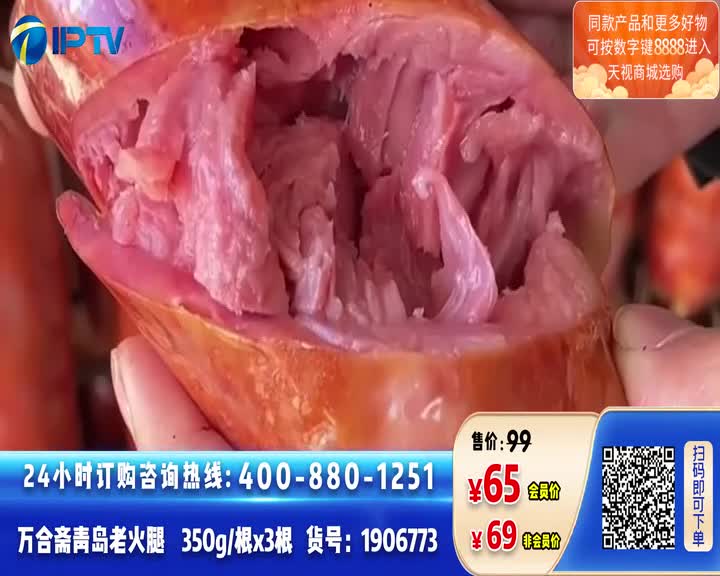 IPTV
同款产品和更多好物
可按数字键8888进入
天视商城选购
24小时订购咨询热线:400-880-1251
万合斋青岛老火腿 350g/根x3根 货号：1906773
售价:99
¥65 会员价
¥69 非会员价
扫码即可下单